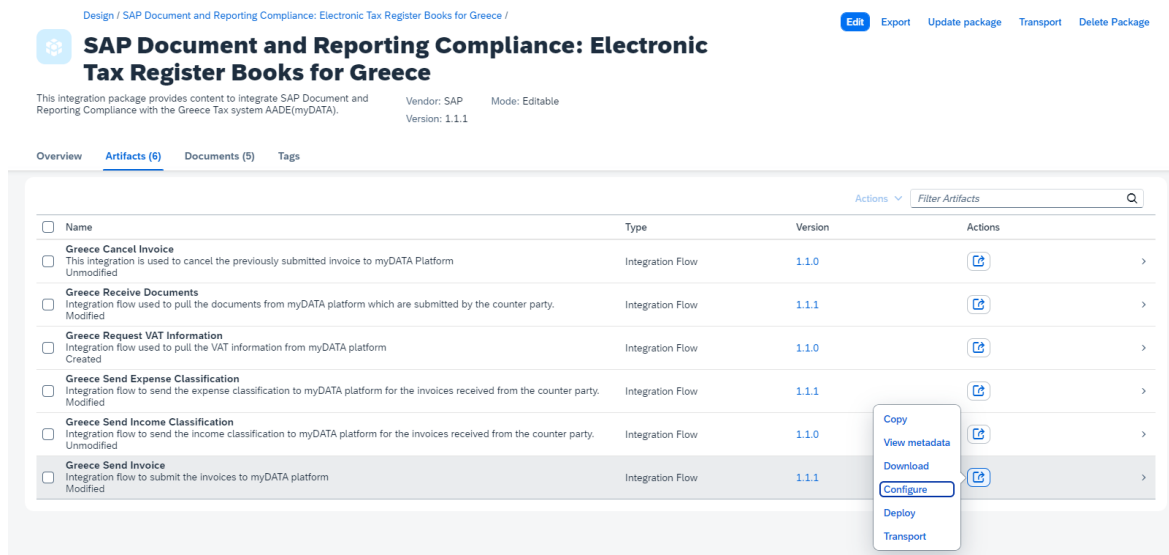 Design / SAP Document and Reporting Compliance: Electronic Tax Register Books for Greece /
Edit Export Update package Transport Delete Package
SAP Document and Reporting Compliance: Electronic
Tax Register Books for Greece
This integration package provides content to integrate SAP Document and
Reporting Compliance with the Greece Tax system AADE(myDATA).
Vendor: SAP Mode: Editable
Version: 1.1.1
Overview Artifacts (6) Documents (5) Tags
Actions Filter Artifacts
Name Type Version Actions
Greece Cancel Invoice
This integration is used to cancel the previously submitted invoice to myDATA Platform
Unmodified
Integration Flow 1.1.0
Greece Receive Documents
Integration flow used to pull the documents from myDATA platform which are submitted by the counter party.
Modified
Integration Flow 1.1.1
Greece Request VAT Information
Integration flow used to pull the VAT information from myDATA platform
Created
Integration Flow 1.1.0
Greece Send Expense Classification
Integration flow to send the expense classification to myDATA platform for the invoices received from the counter party.
Modified
Integration Flow 1.1.1
Greece Send Income Classification
Integration flow to send the income classification to myDATA platform for the invoices received from the counter party.
Unmodified
Integration Flow 1.1.0
Greece Send Invoice
Integration flow to submit the invoices to myDATA platform
Modified
Integration Flow 1.1.1
Copy
View metadata
Download
Configure
Deploy
Transport